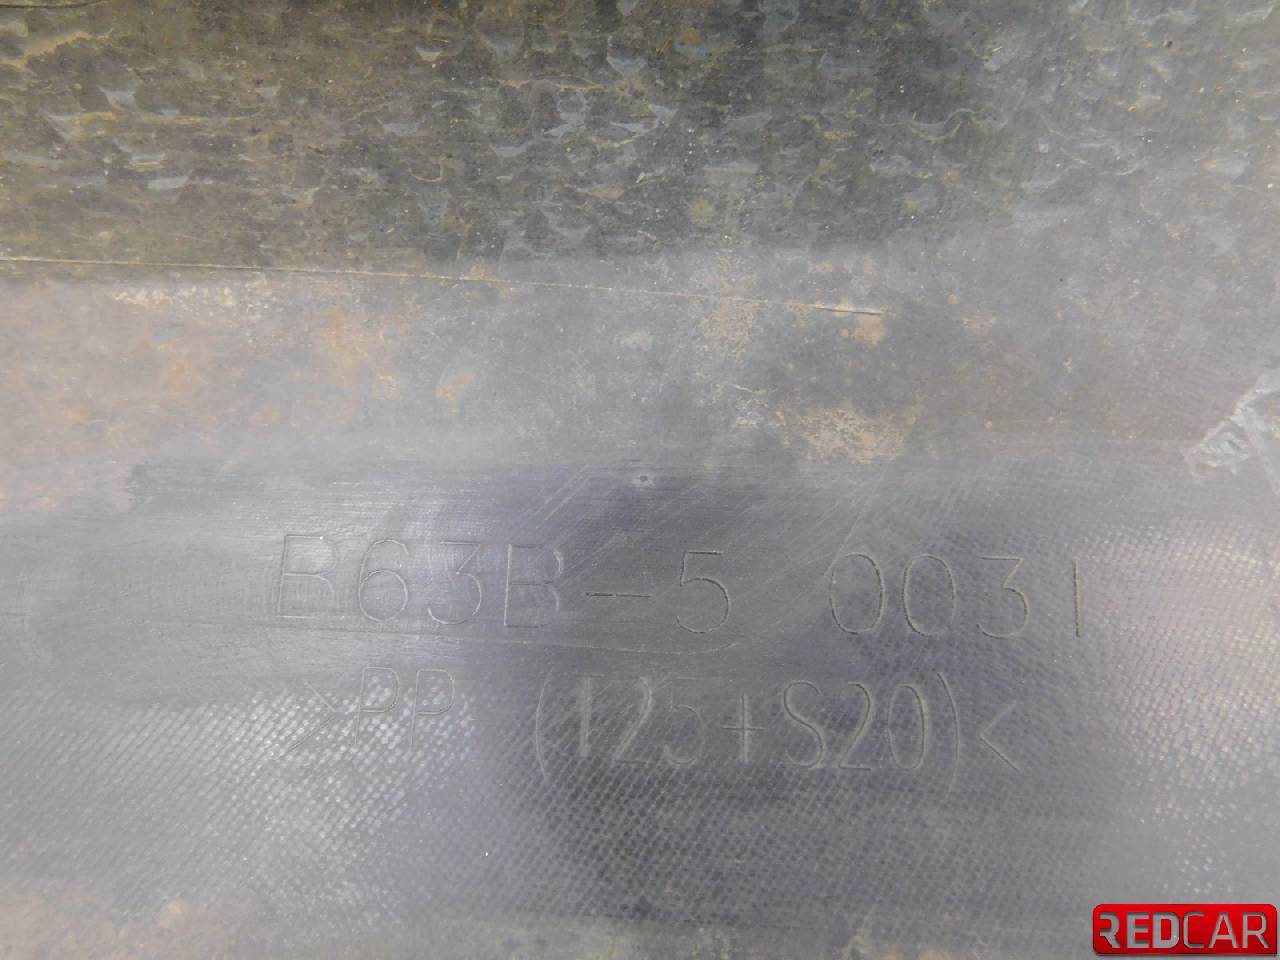 B63B-5 0031
>PP (T25+S20)<
REDCAR